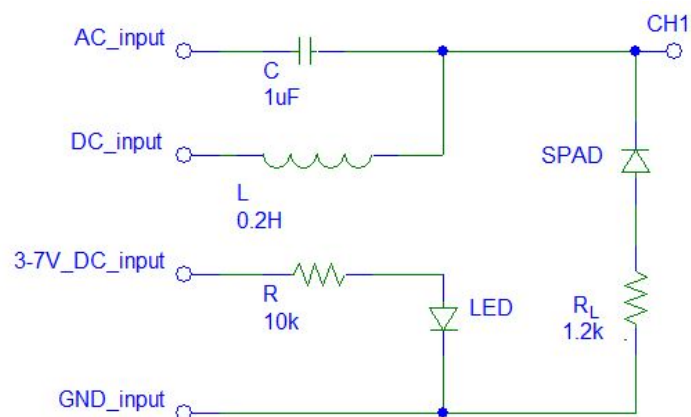 AC_input
CH1
C
1uF
DC_input
SPAD
L
0.2H
3-7V_DC_input
R
10k
LED
RL
1.2k
GND_input